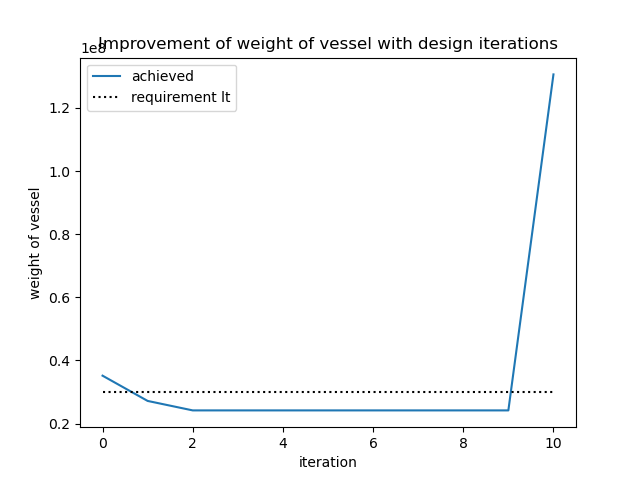 Improvement of weight of vessel with design iterations
1e8
achieved
requirement lt
1.2
1.0
0.8
0.6
0.4
0.2
weight of vessel
0 2 4 6 8 10
iteration